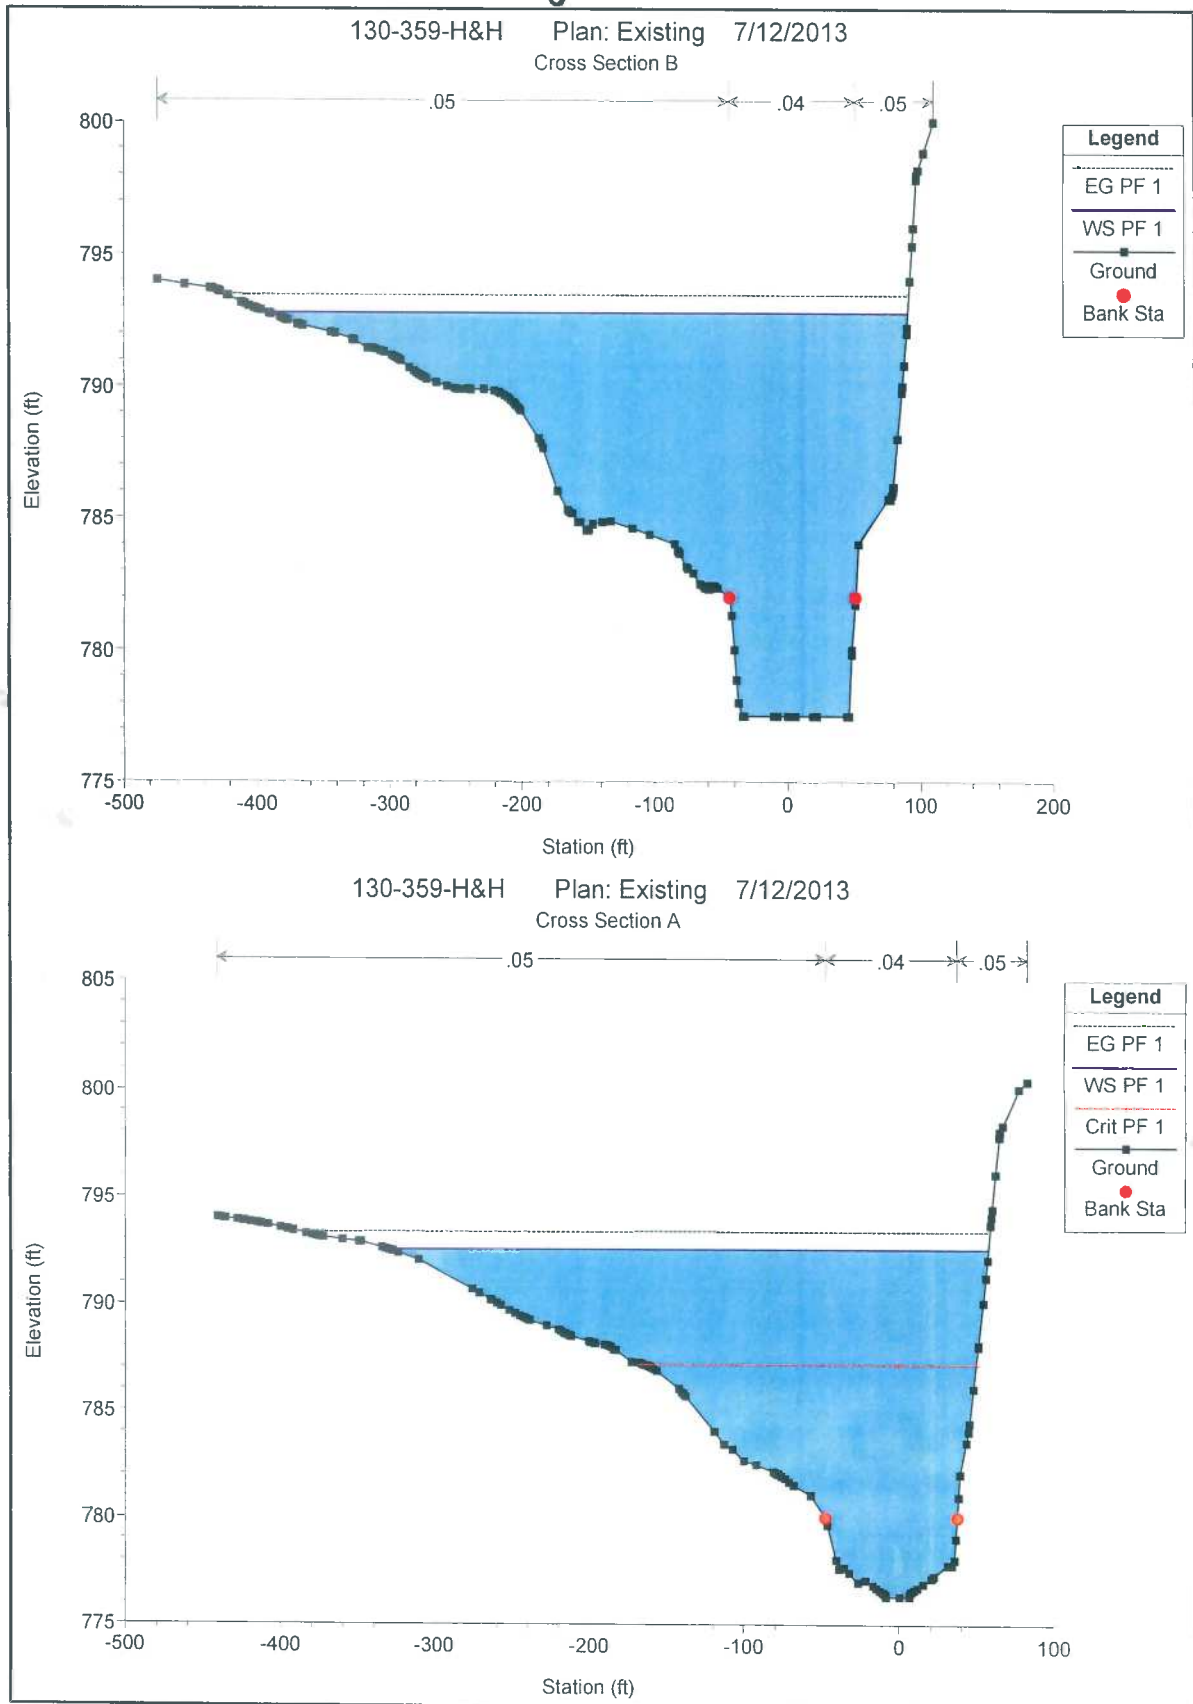 130-359-H&H Plan: Existing 7/12/2013
Cross Section B
.05 .04 .05
800
795
790
785
780
775
Elevation (ft)
-500 -400 -300 -200 -100 0 100 200
Station (ft)
Legend
EG PF 1
WS PF 1
Ground
Bank Sta
130-359-H&H Plan: Existing 7/12/2013
Cross Section A
.05 .04 .05
805
800
795
790
785
780
775
Elevation (ft)
-500 -400 -300 -200 -100 0 100
Station (ft)
Legend
EG PF 1
WS PF 1
Crit PF 1
Ground
Bank Sta